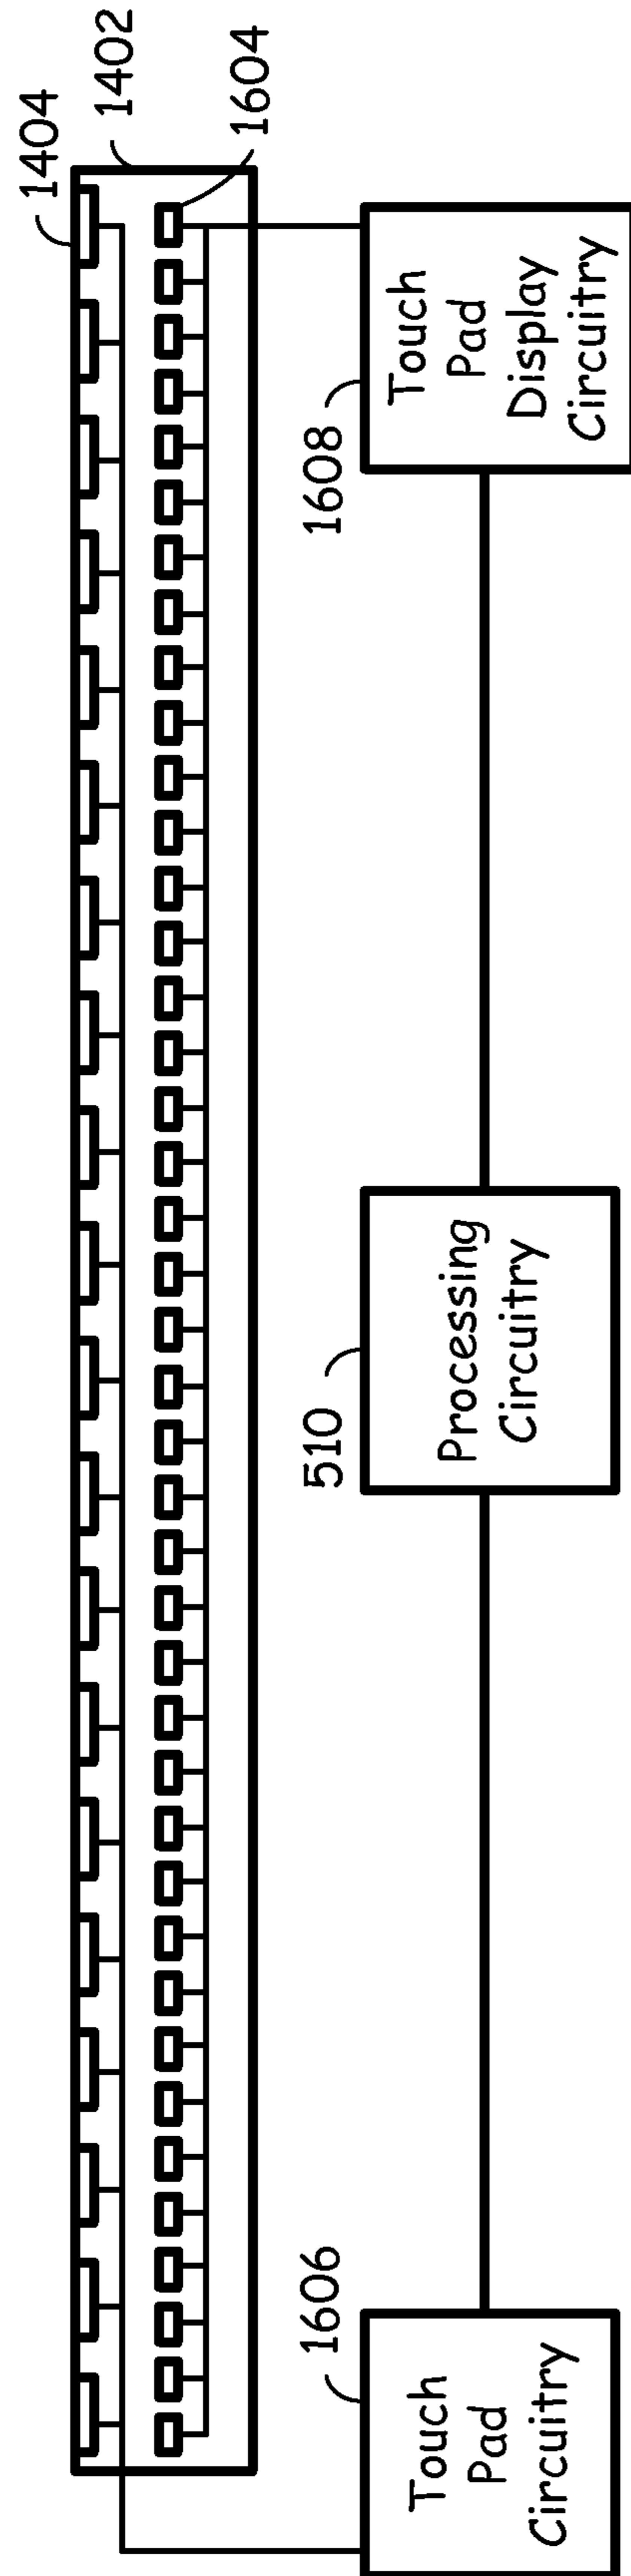 1404
1402
1604
1606
Touch
Pad
Circuitry
510
Processing
Circuitry
1608
Touch
Pad
Display
Circuitry